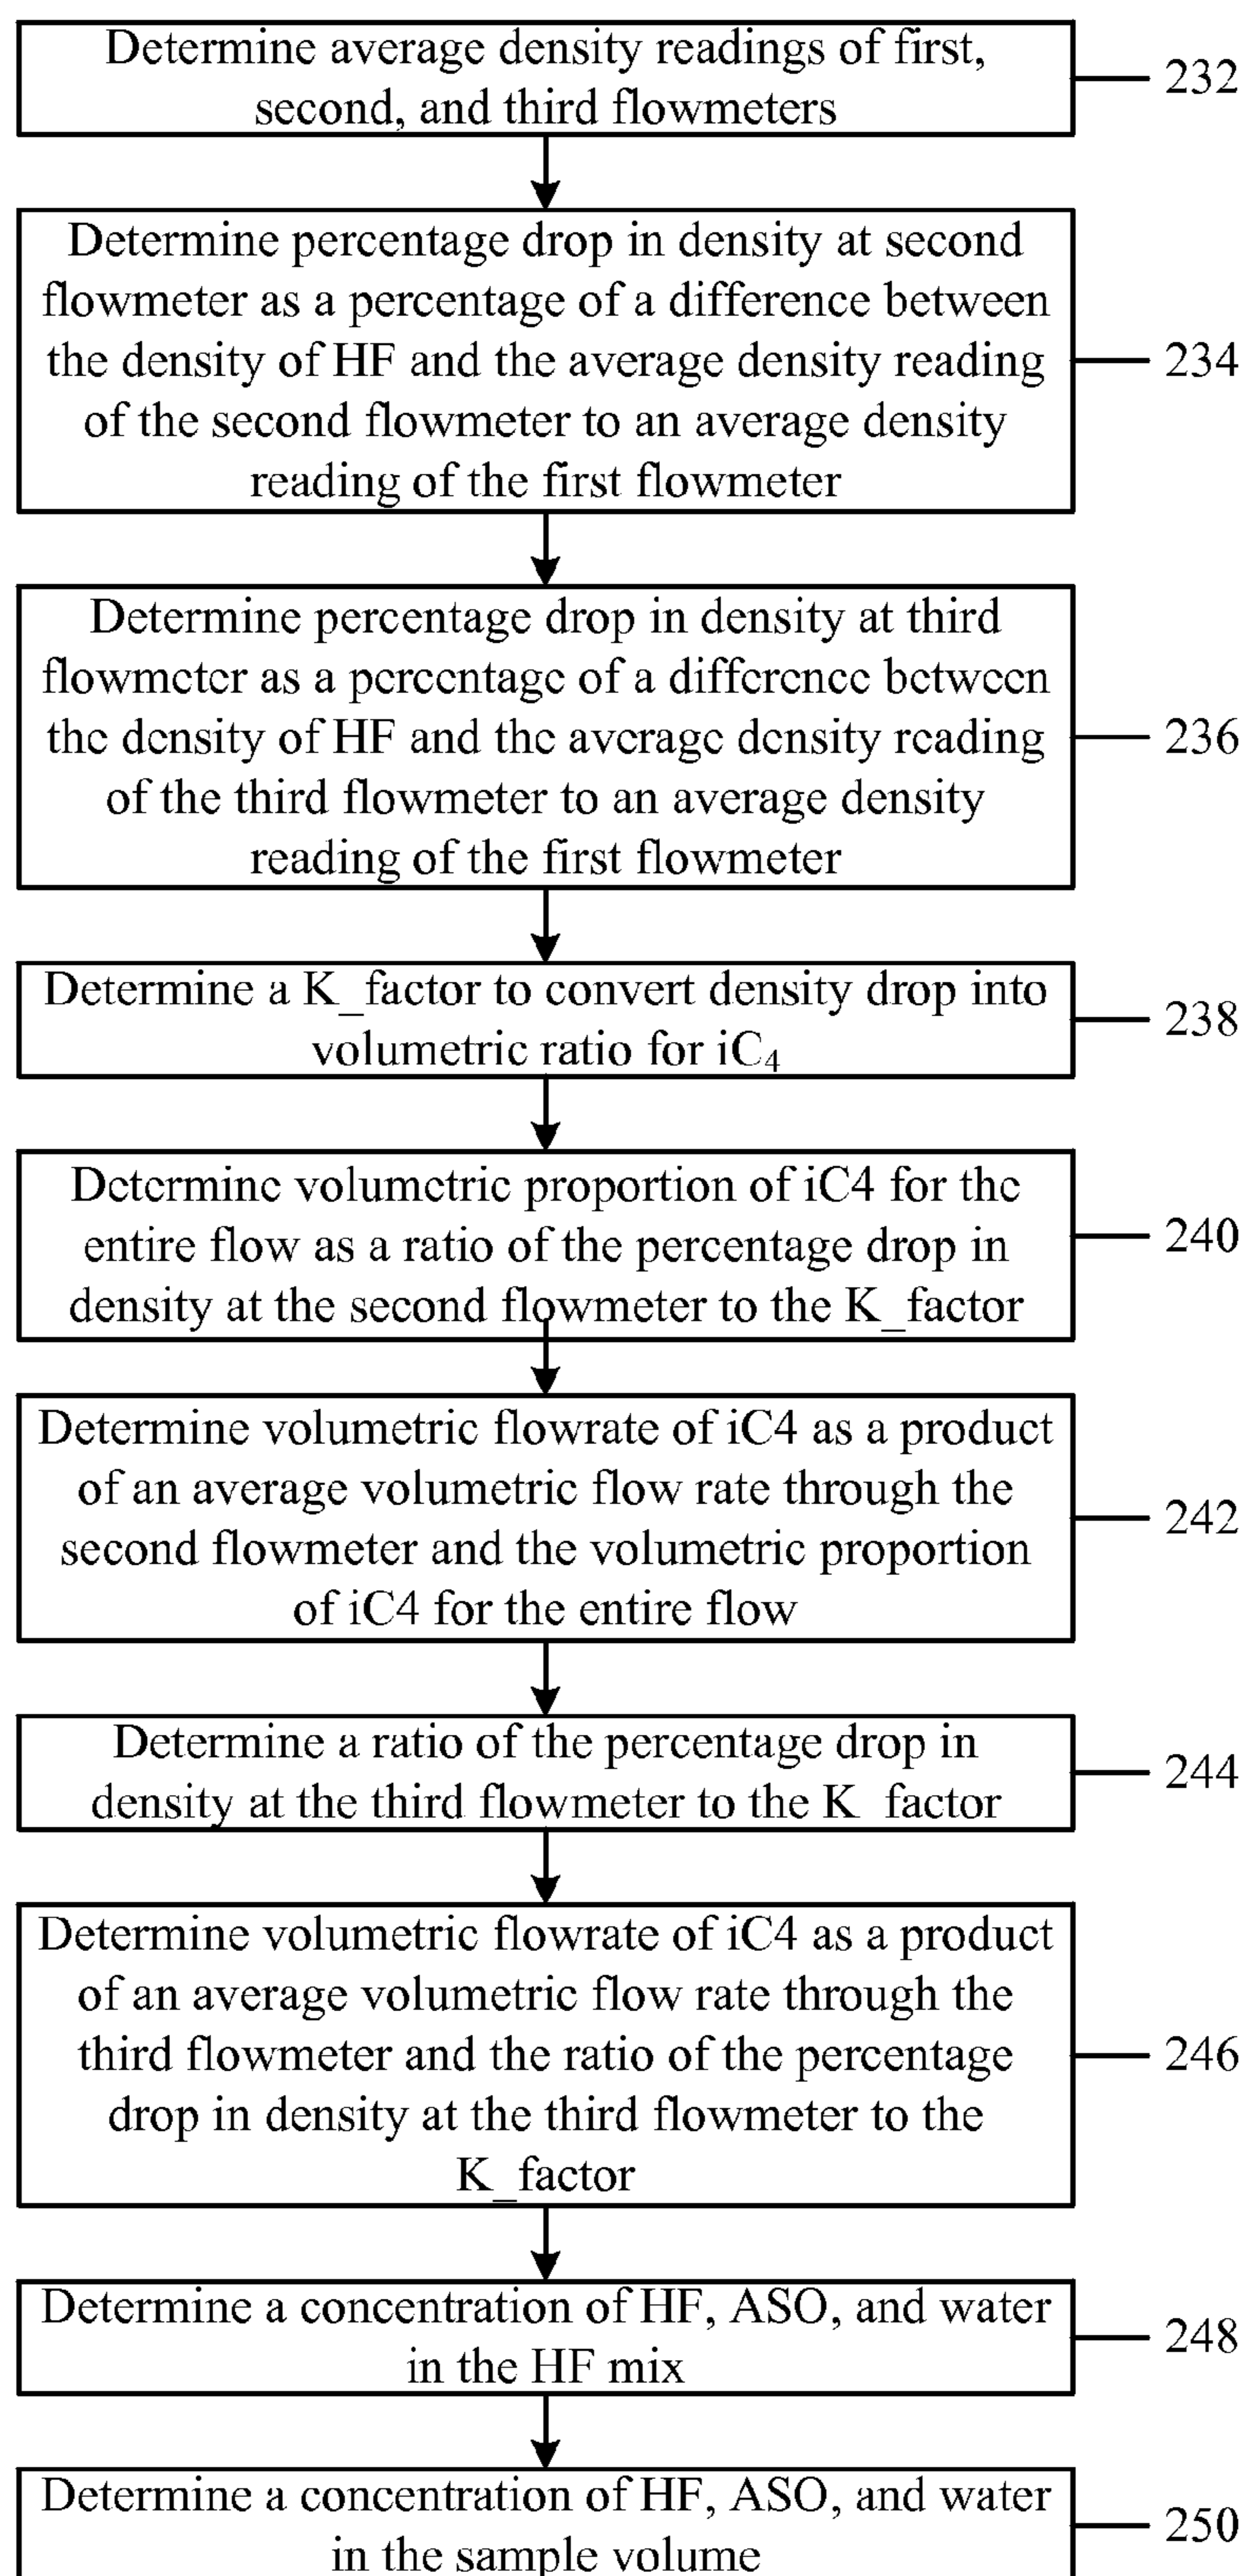 Determine average density readings of first,
second, and third flowmeters
232
Determine percentage drop in density at second
flowmeter as a percentage of a difference between
the density of HF and the average density reading
of the second flowmeter to an average density
reading of the first flowmeter
234
Determine percentage drop in density at third
flowmeter as a percentage of a difference between
the density of HF and the average density reading
of the third flowmeter to an average density
reading of the first flowmeter
236
Determine a K_factor to convert density drop into
volumetric ratio for iC₄
238
Determine volumetric proportion of iC4 for the
entire flow as a ratio of the percentage drop in
density at the second flowmeter to the K_factor
240
Determine volumetric flowrate of iC4 as a product
of an average volumetric flow rate through the
second flowmeter and the volumetric proportion
of iC4 for the entire flow
242
Determine a ratio of the percentage drop in
density at the third flowmeter to the K factor
244
Determine volumetric flowrate of iC4 as a product
of an average volumetric flow rate through the
third flowmeter and the ratio of the percentage
drop in density at the third flowmeter to the
K_factor
246
Determine a concentration of HF, ASO, and water
in the HF mix
248
Determine a concentration of HF, ASO, and water
in the sample volume
250